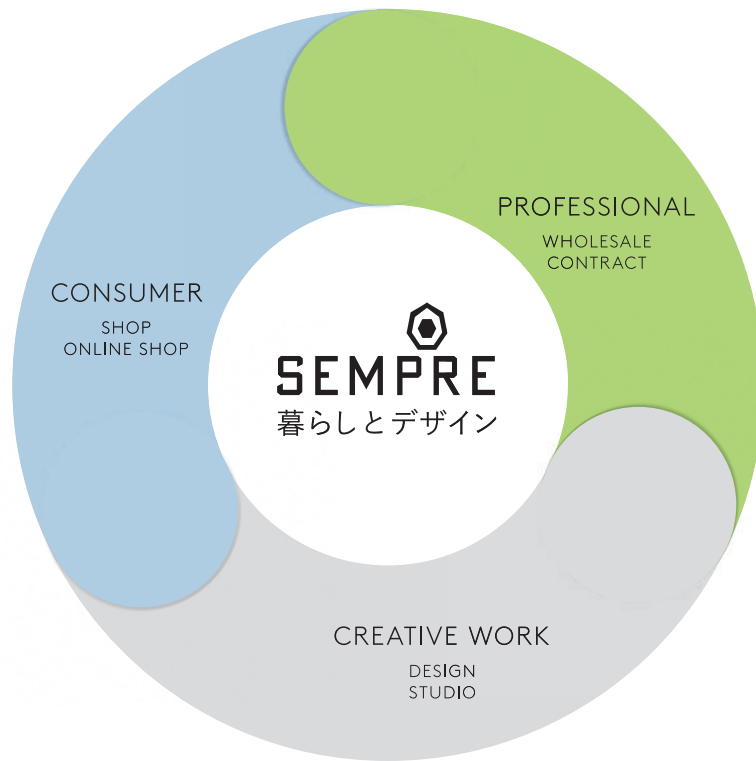 PROFESSIONAL
WHOLESALE
CONTRACT
CONSUMER
SHOP
ONLINE SHOP
SEMPRE
暮らしとデザイン
CREATIVE WORK
DESIGN
STUDIO